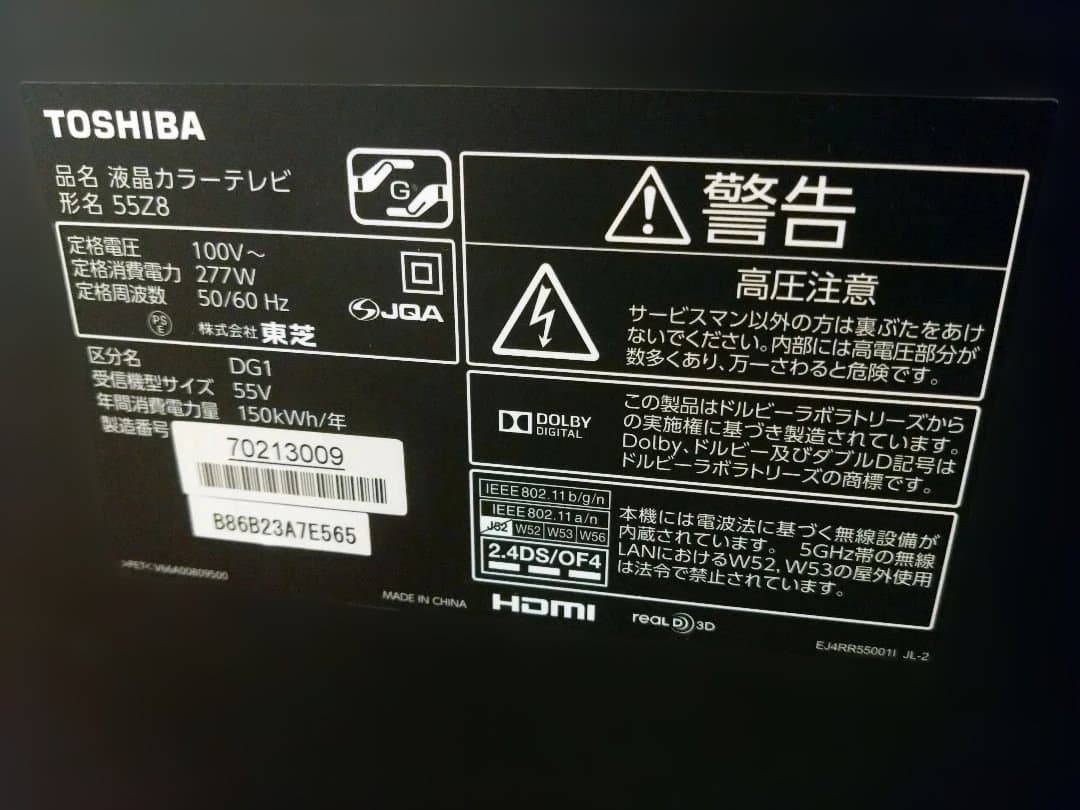 TOSHIBA
品名 液晶カラーテレビ
形名 55Z8
G
定格電圧 100V～
定格消費電力 277W
定格周波数 50/60 Hz
JQA
PS
E
株式会社 東芝
区分名 DG1
受信機型サイズ 55V
年間消費電力量 150kWh/年
製造番号
70213009
B86B23A7E565
>PET< V66A00809500
MADE IN CHINA
警告
高圧注意
サービスマン以外の方は裏ぶたをあけ
ないでください。内部には高電圧部分が
数多くあり、万一さわると危険です。
DOLBY
DIGITAL
この製品はドルビーラボラトリーズから
の実施権に基づき製造されています。
Dolby、ドルビー及びダブルD記号は
ドルビーラボラトリーズの商標です。
IEEE802.11b/g/n
IEEE802.11a/n
J52 W52 W53 W56
2.4DS/OF4
本機には電波法に基づく無線設備が
内蔵されています。 5GHz帯の無線
LANにおけるW52, W53の屋外使用
は法令で禁止されています。
HDMI
REAL D 3D
EJ4RR55001I JL-2